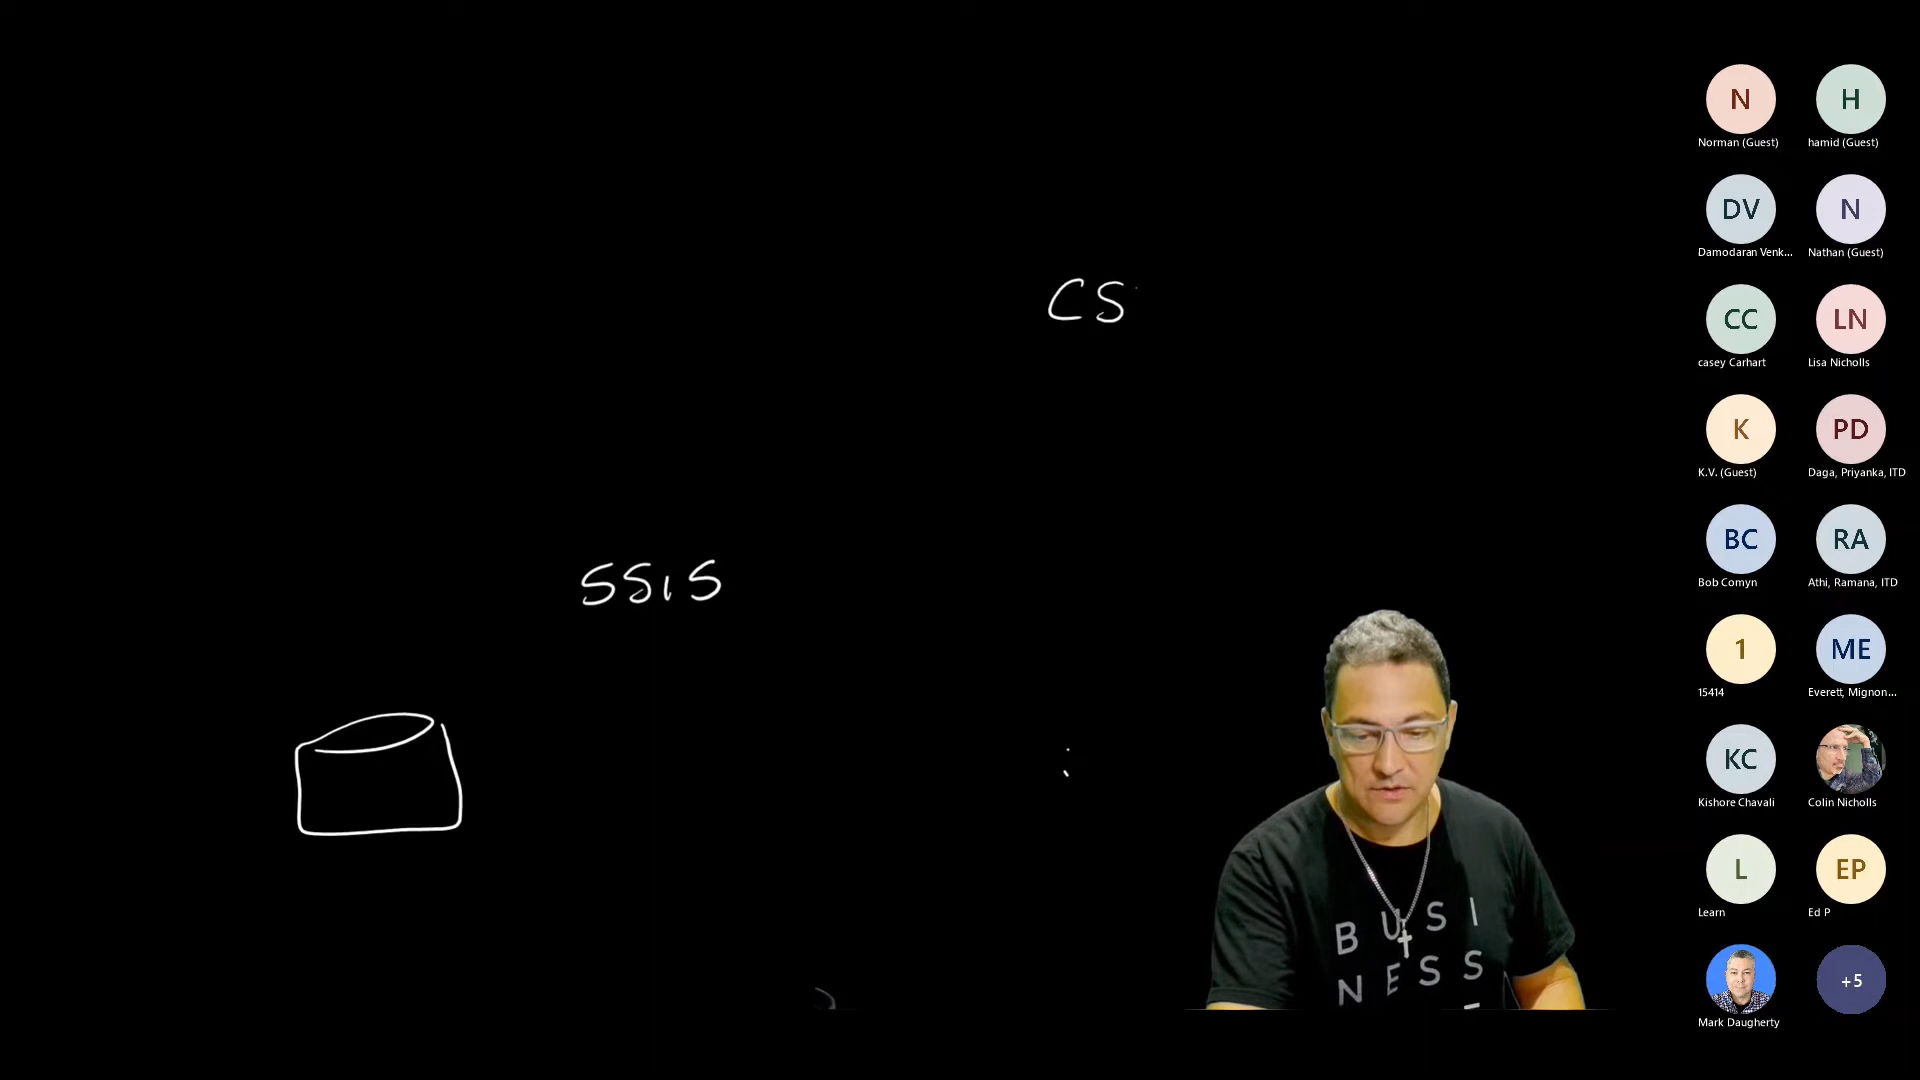 N
H
Norman (Guest)
hamid (Guest)
DV
N
Damodaran Venk...
Nathan (Guest)
CS
CC
LN
casey Carhart
Lisa Nicholls
K
PD
K.V. (Guest)
Daga, Priyanka, ITD
SSIS
BC
RA
Bob Comyn
Athi, Ramana, ITD
1
ME
15414
Everett, Mignon...
KC
Kishore Chavali
Colin Nicholls
L
EP
Learn
Ed P
BUSI
NESS
+5
Mark Daugherty